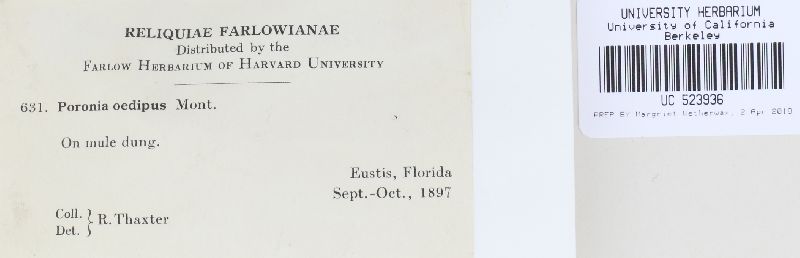 RELIQUIAE FARLOWIANAE
Distributed by the
FARLOW HERBARIUM OF HARVARD UNIVERSITY
631. Poronia oedipus Mont.
On mule dung.
Eustis, Florida
Sept.-Oct., 1897
Coll. } R. Thaxter
Det.
UNIVERSITY HERBARIUM
University of California
Berkeley
UC 523936
PREP BY Margriet Wetherwax, 2 Apr 2019